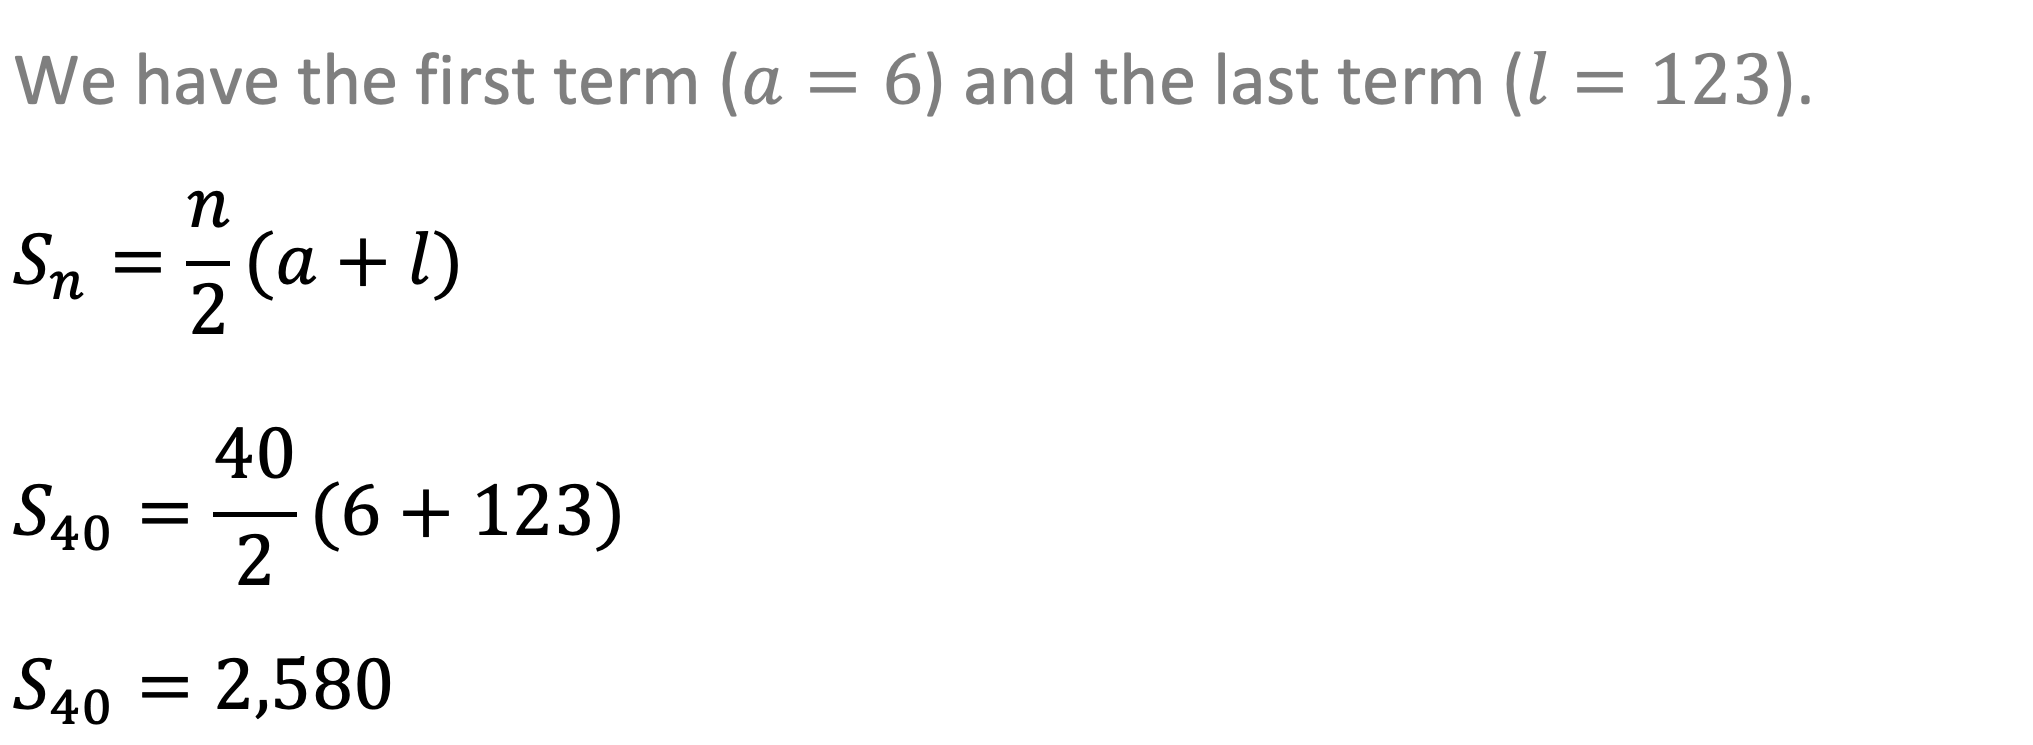 We have the first term (a = 6) and the last term (l = 123).
Sₙ = n/2 (a + l)
S₄₀ = 40/2 (6 + 123)
S₄₀ = 2,580